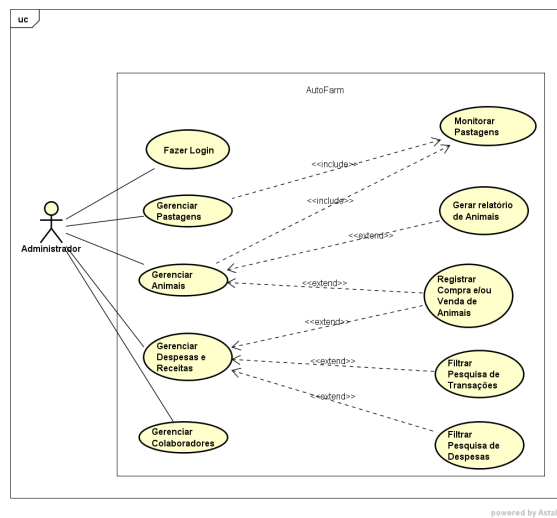 uc
AutoFarm
Monitorar
Pastagens
Fazer Login
<<include>>
Gerenciar
Pastagens
<<include>>
Gerar relatório
de Animais
<<extend>>
Administrador
Gerenciar
Animais
<<extend>>
Registrar
Compra e/ou
Venda de
Animais
<<extend>>
Gerenciar
Despesas e
Receitas
<<extend>>
Filtrar
Pesquisa de
Transações
<<extend>>
Gerenciar
Colaboradores
Filtrar
Pesquisa de
Despesas
powered by Astal